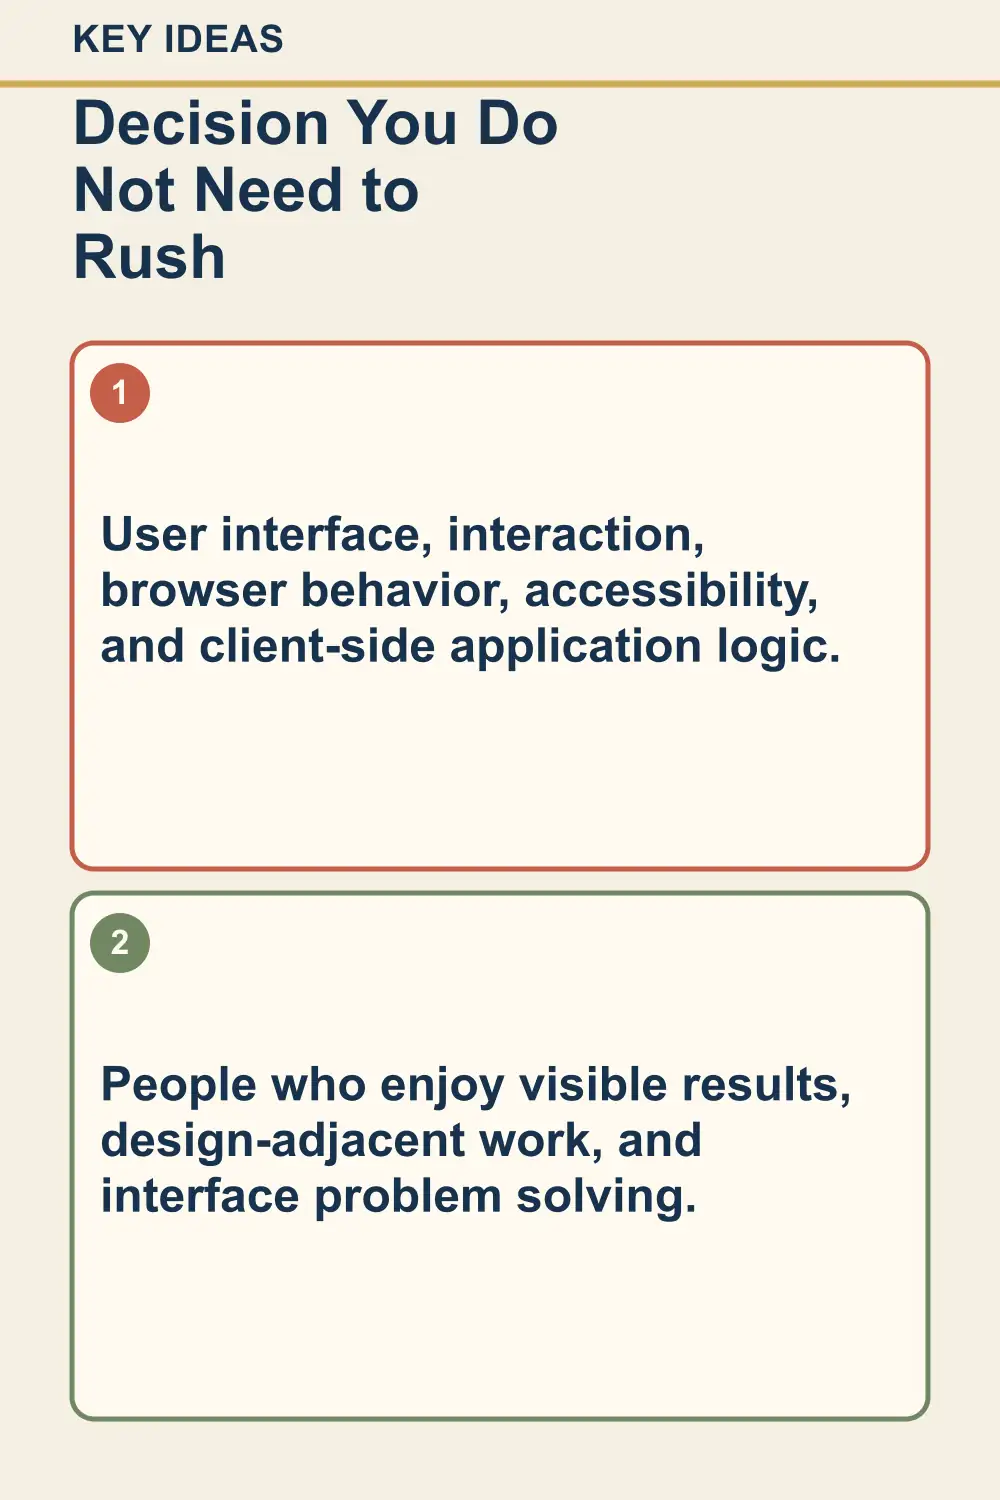 KEY IDEAS
Decision You Do
Not Need to
Rush
1
User interface, interaction,
browser behavior, accessibility,
and client-side application logic.
2
People who enjoy visible results,
design-adjacent work, and
interface problem solving.